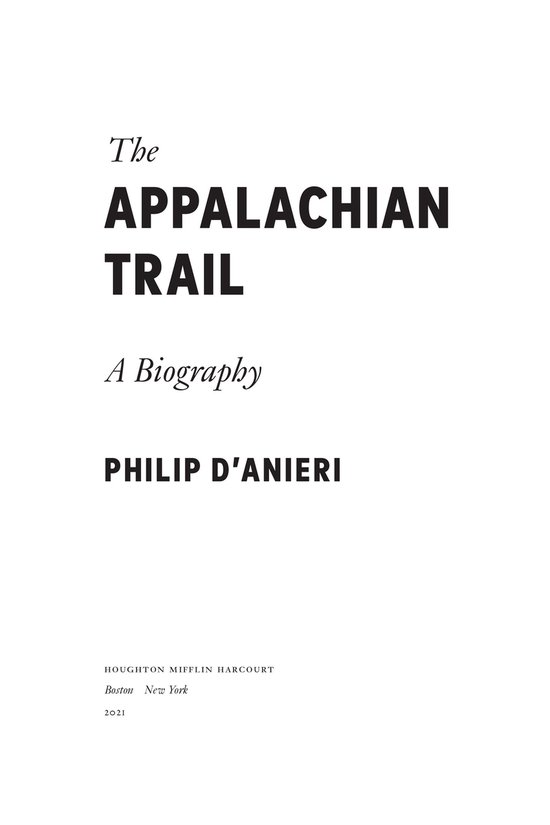 The
APPALACHIAN
TRAIL
A Biography
PHILIP D’ANIERI
HOUGHTON MIFFLIN HARCOURT
Boston New York
2021